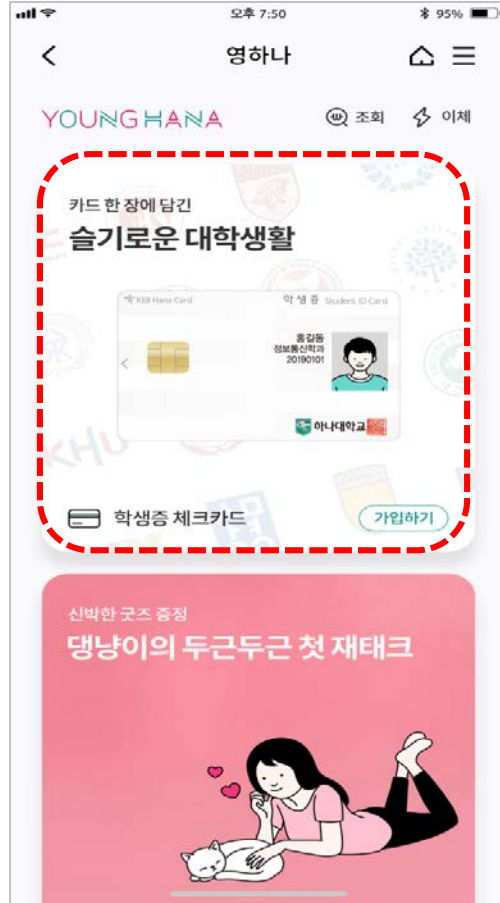 오후 7:50
95%
영하나
YOUNG HANA
조회
이체
카드 한 장에 담긴
슬기로운 대학생활
KEB Hana Card
학 생 증 Student ID Card
홍길동
정보통신학과
20190101
하나대학교
KHU
학생증 체크카드
가입하기
신박한 굿즈 증정
댕냥이의 두근두근 첫 재태크